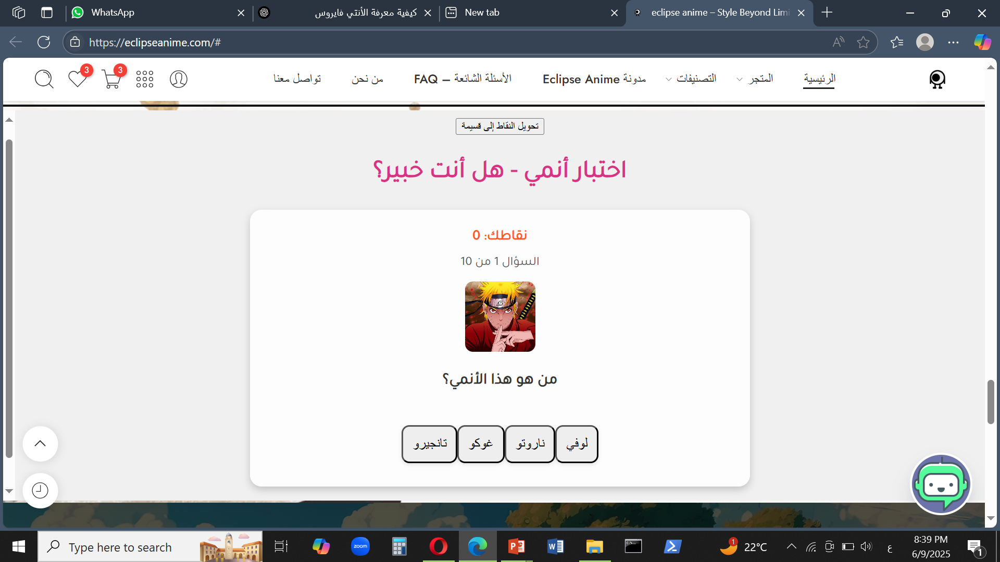 WhatsApp
كيفية معرفة الأنتي فايروس
New tab
eclipse anime – Style Beyond Limi
https://eclipseanime.com/#
3
3
الرئيسية
المتجر
التصنيفات
مدونة Eclipse Anime
الأسئلة الشائعة – FAQ
من نحن
تواصل معنا
تحويل النقاط إلى قسيمة
اختبار أنمي - هل أنت خبير؟
نقاطك: 0
السؤال 1 من 10
من هو هذا الأنمي؟
لوفي
ناروتو
غوكو
تانجيرو
Type here to search
zoom
1
22°C
ع
8:39 PM
6/9/2025
1